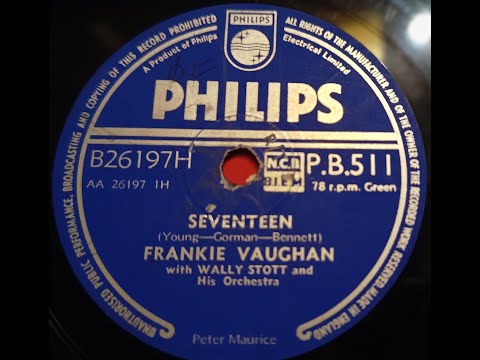 ALL RIGHTS OF THE MANUFACTURER AND OF THE OWNER OF THE RECORDED WORK RESERVED. MADE IN ENGLAND
UNAUTHORISED PUBLIC PERFORMANCE, BROADCASTING AND COPYING OF THIS RECORD PROHIBITED
PHILIPS
A Product of Philips
Electrical Limited
PHILIPS
B26197H
N.C.B
P.B.511
AA 26197 1H
78 r.p.m. Green
SEVENTEEN
(Young—Gorman—Bennett)
FRANKIE VAUGHAN
with WALLY STOTT and
His Orchestra
Peter Maurice